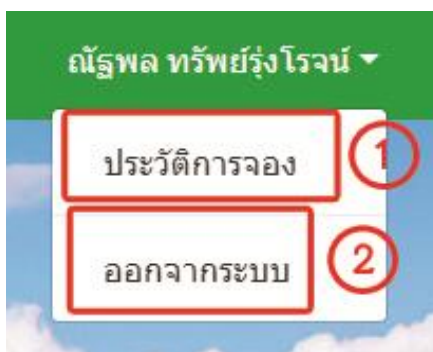 ณัฐพล ทรัพย์รุ่งโรจน์
ประวัติการจอง 1
ออกจากระบบ 2